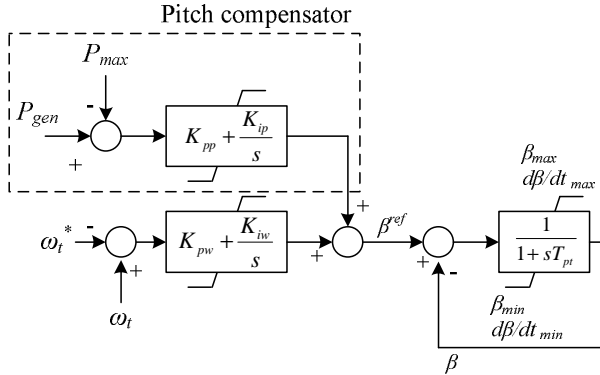 Pitch compensator
P_max
-
P_gen
+
K_pp + K_ip/s
β_max
dβ/dt_max
+
ω_t*
-
K_pw + K_iw/s
+
β^ref
+
-
1/(1 + sT_pt)
+
ω_t
β_min
dβ/dt_min
β